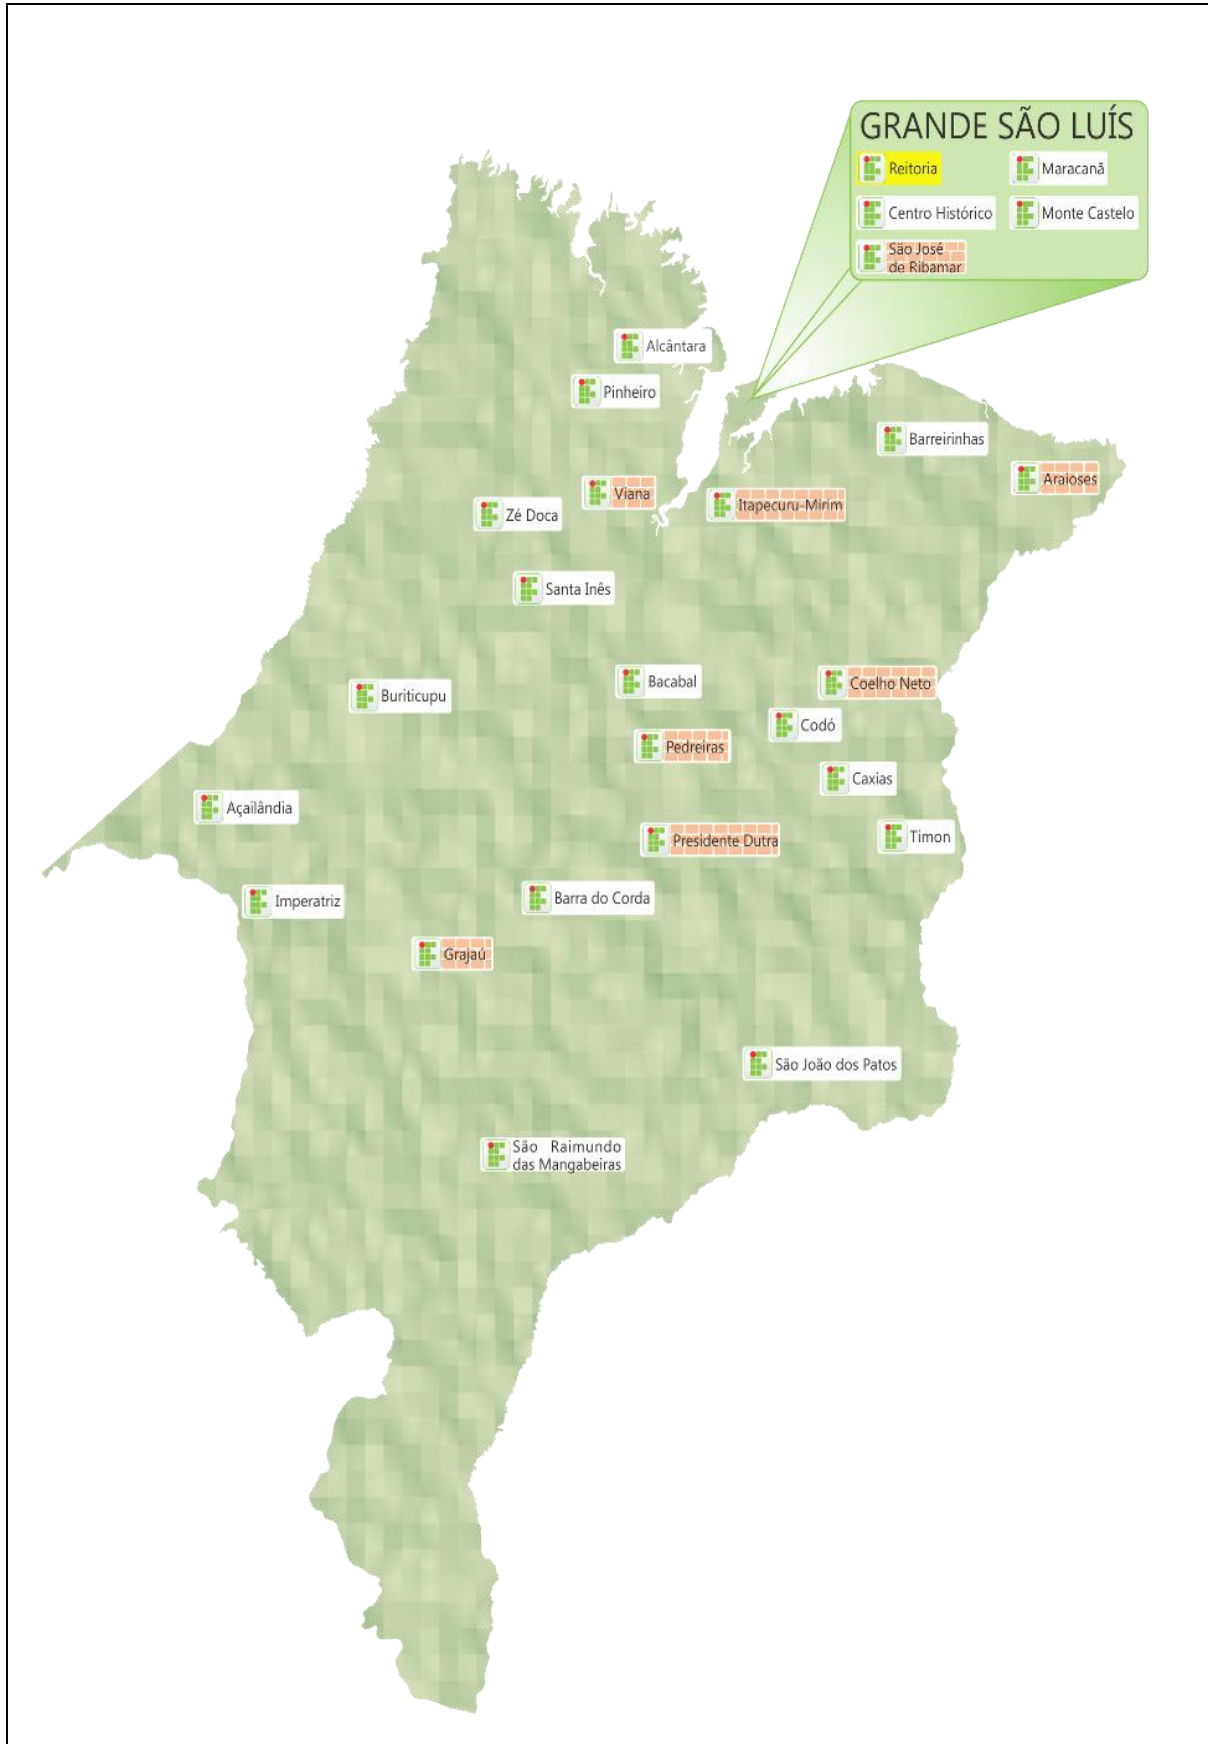 GRANDE SÃO LUÍS
Reitoria
Maracanã
Centro Histórico
Monte Castelo
São José
de Ribamar
Alcântara
Pinheiro
Barreirinhas
Araioses
Viana
Itapecuru-Mirim
Zé Doca
Santa Inês
Bacabal
Coelho Neto
Buriticupu
Codó
Pedreiras
Caxias
Açailândia
Timon
Presidente Dutra
Imperatriz
Barra do Corda
Grajaú
São João dos Patos
São Raimundo
das Mangabeiras